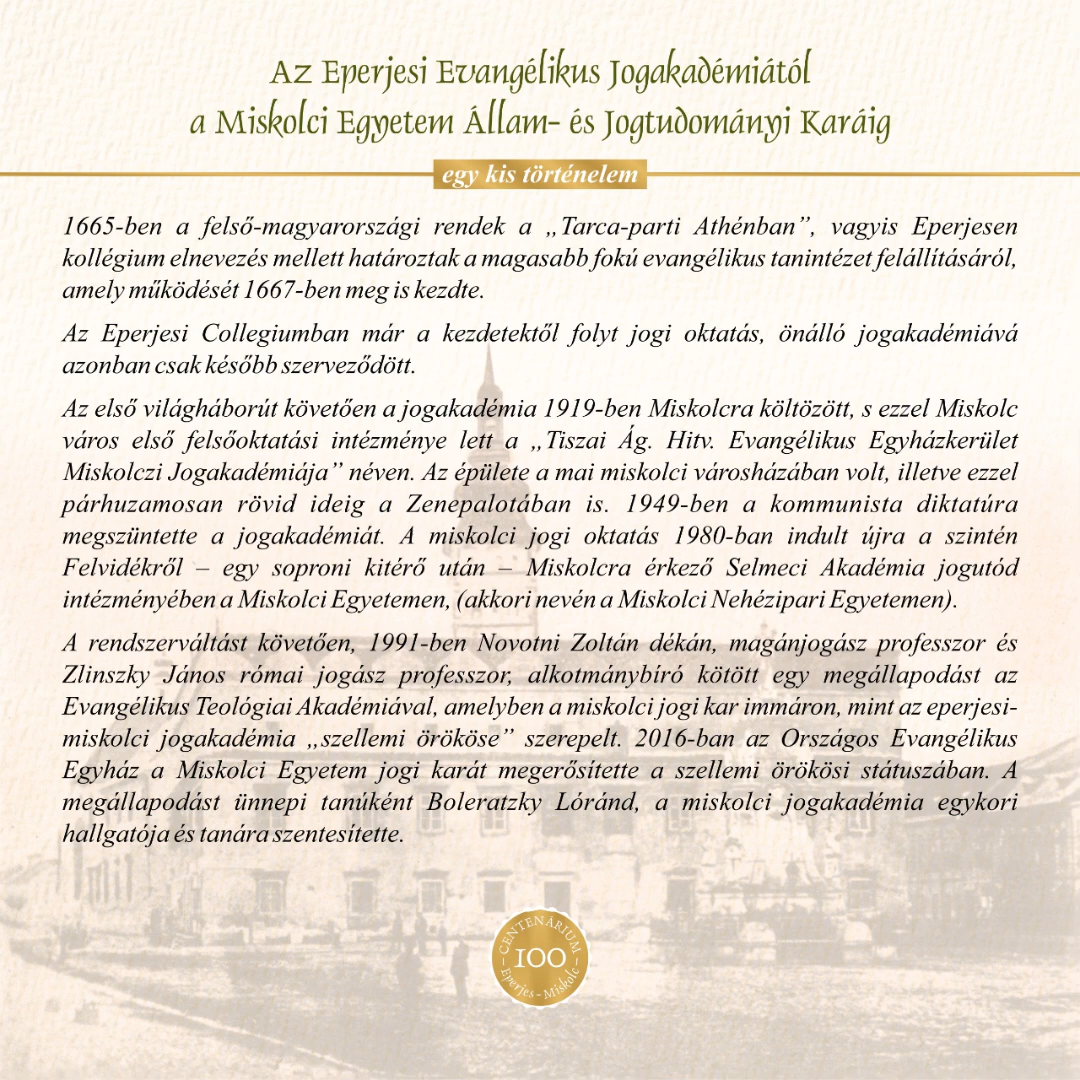 Az Eperjesi Evangélikus Jogakadémiától
a Miskolci Egyetem Állam- és Jogtudományi Karáig
egy kis történelem
1665-ben a felső-magyarországi rendek a „Tarca-parti Athénban”, vagyis Eperjesen
kollégium elnevezés mellett határoztak a magasabb fokú evangélikus tanintézet felállításáról,
amely működését 1667-ben meg is kezdte.
Az Eperjesi Collegiumban már a kezdetektől folyt jogi oktatás, önálló jogakadémiává
azonban csak később szerveződött.
Az első világháborút követően a jogakadémia 1919-ben Miskolcra költözött, s ezzel Miskolc
város első felsőoktatási intézménye lett a „Tiszai Ág. Hitv. Evangélikus Egyházkerület
Miskolczi Jogakadémiája” néven. Az épülete a mai miskolci városházában volt, illetve ezzel
párhuzamosan rövid ideig a Zenepalotában is. 1949-ben a kommunista diktatúra
megszüntette a jogakadémiát. A miskolci jogi oktatás 1980-ban indult újra a szintén
Felvidékről – egy soproni kitérő után – Miskolcra érkező Selmeci Akadémia jogutód
intézményében a Miskolci Egyetemen, (akkori nevén a Miskolci Nehézipari Egyetemen).
A rendszerváltást követően, 1991-ben Novotni Zoltán dékán, magánjogász professzor és
Zlinszky János római jogász professzor, alkotmánybíró kötött egy megállapodást az
Evangélikus Teológiai Akadémiával, amelyben a miskolci jogi kar immáron, mint az eperjesi-
miskolci jogakadémia „szellemi örököse” szerepelt. 2016-ban az Országos Evangélikus
Egyház a Miskolci Egyetem jogi karát megerősítette a szellemi örökösi státuszában. A
megállapodást ünnepi tanúként Boleratzky Lóránd, a miskolci jogakadémia egykori
hallgatója és tanára szentesítette.
CENTENÁRIUM
100
Eperjes - Miskolc